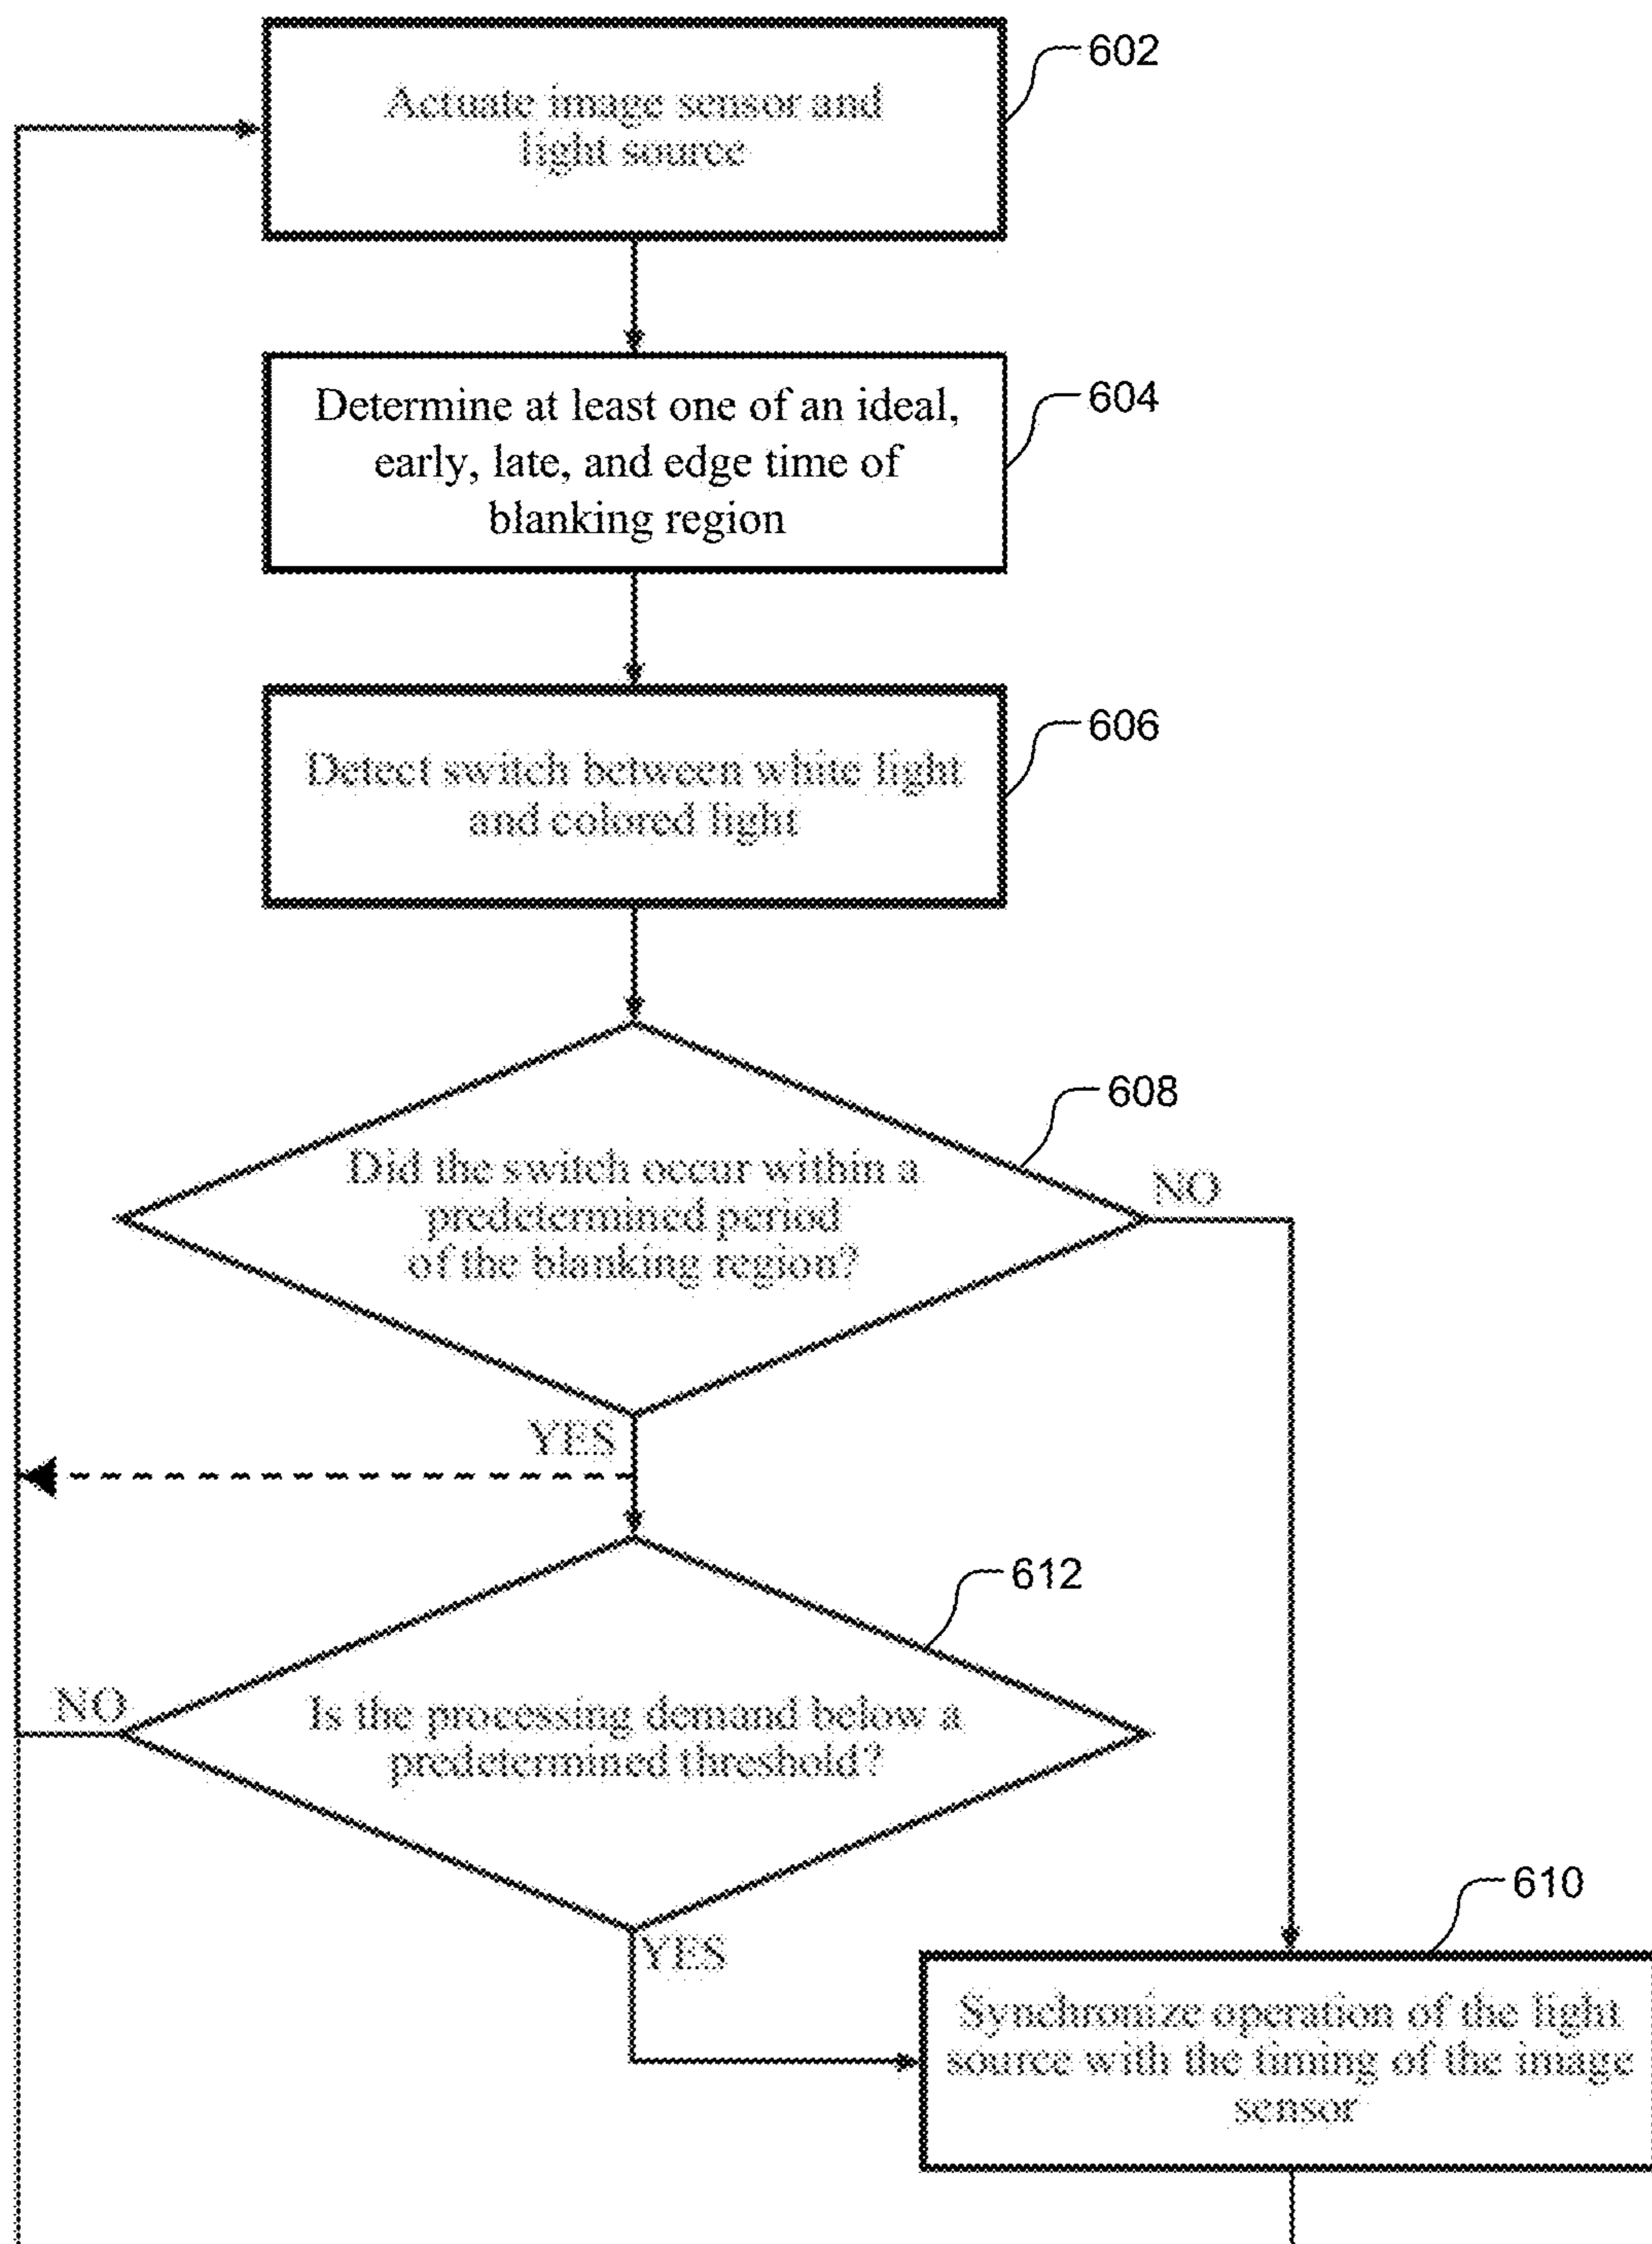 602
Actuate image sensor and
light source
604
Determine at least one of an ideal,
early, late, and edge time of
blanking region
606
Detect switch between white light
and colored light
608
Did the switch occur within a
predetermined period
of the blanking region?
NO
YES
612
Is the processing demand below a
predetermined threshold?
NO
YES
610
Synchronize operation of the light
source with the timing of the image
sensor